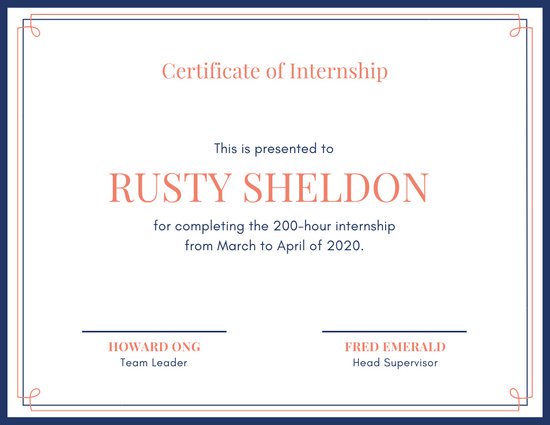 Certificate of Internship
This is presented to
RUSTY SHELDON
for completing the 200-hour internship
from March to April of 2020.
HOWARD ONG
Team Leader
FRED EMERALD
Head Supervisor